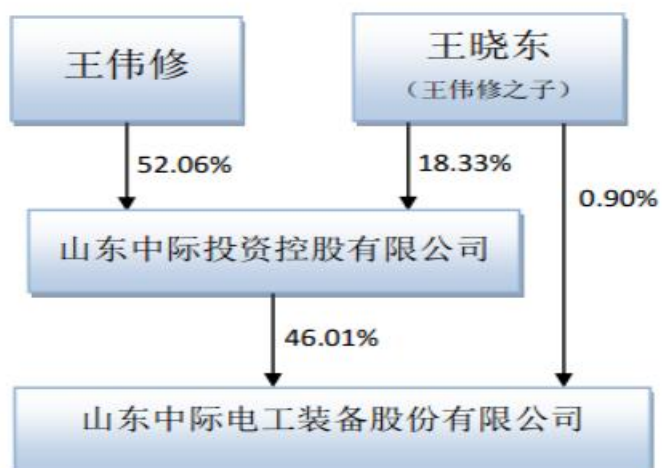 王伟修
王晓东
（王伟修之子）
52.06%
18.33%
0.90%
山东中际投资控股有限公司
46.01%
山东中际电工装备股份有限公司